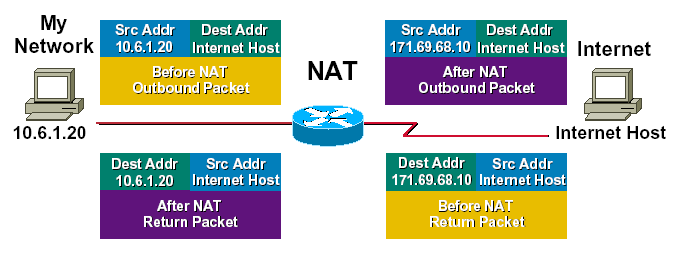 My
Network
10.6.1.20
Src Addr
10.6.1.20
Dest Addr
Internet Host
Before NAT
Outbound Packet
NAT
Src Addr
171.69.68.10
Dest Addr
Internet Host
After NAT
Outbound Packet
Internet
Internet Host
Dest Addr
10.6.1.20
Src Addr
Internet Host
After NAT
Return Packet
Dest Addr
171.69.68.10
Src Addr
Internet Host
Before NAT
Return Packet